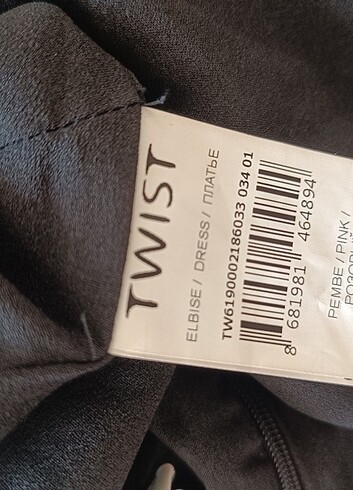 TWIST
ELBISE / DRESS / ПЛАТЬЕ
TW6190002186033 034 01
8 681981 464894
PEMBE / PINK /